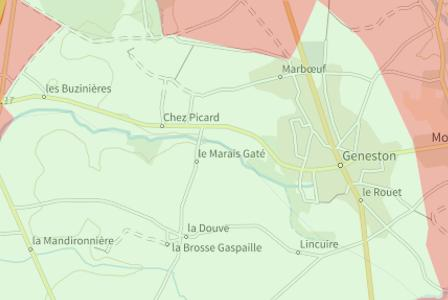 Marbœuf
les Buzinières
Chez Picard
Mo
le Marais Gaté
Geneston
le Rouet
la Douve
la Mandironnière
la Brosse Gaspaille
Lincuire